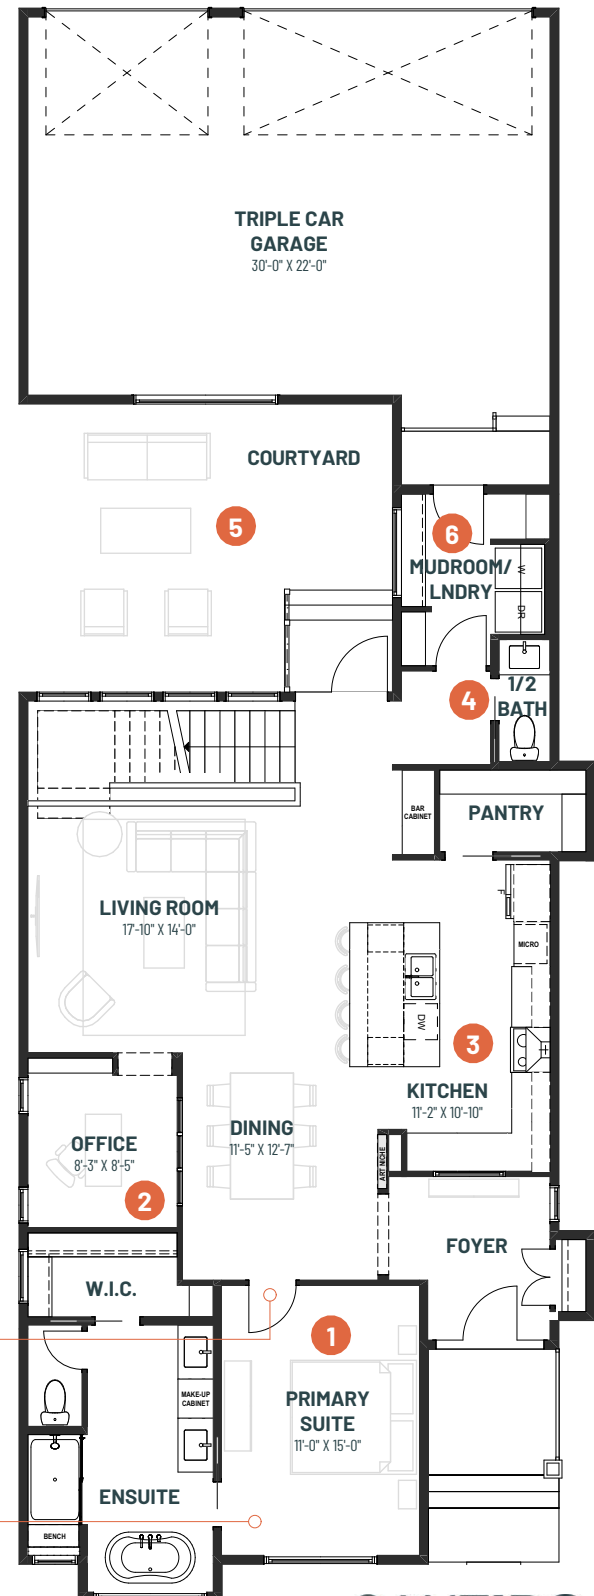 TRIPLE CAR
GARAGE
30'-0" X 22'-0"
COURTYARD
5
6
MUDROOM/
LNDRY
W
DR
4
1/2
BATH
BAR
CABINET
PANTRY
LIVING ROOM
17'-10" X 14'-0"
F
MICRO
DW
3
KITCHEN
11'-2" X 10'-10"
DINING
11'-5" X 12'-7"
OFFICE
8'-3" X 8'-5"
2
ART NICHE
FOYER
W.I.C.
1
PRIMARY
SUITE
11'-0" X 15'-0"
MAKE-UP
CABINET
ENSUITE
BENCH